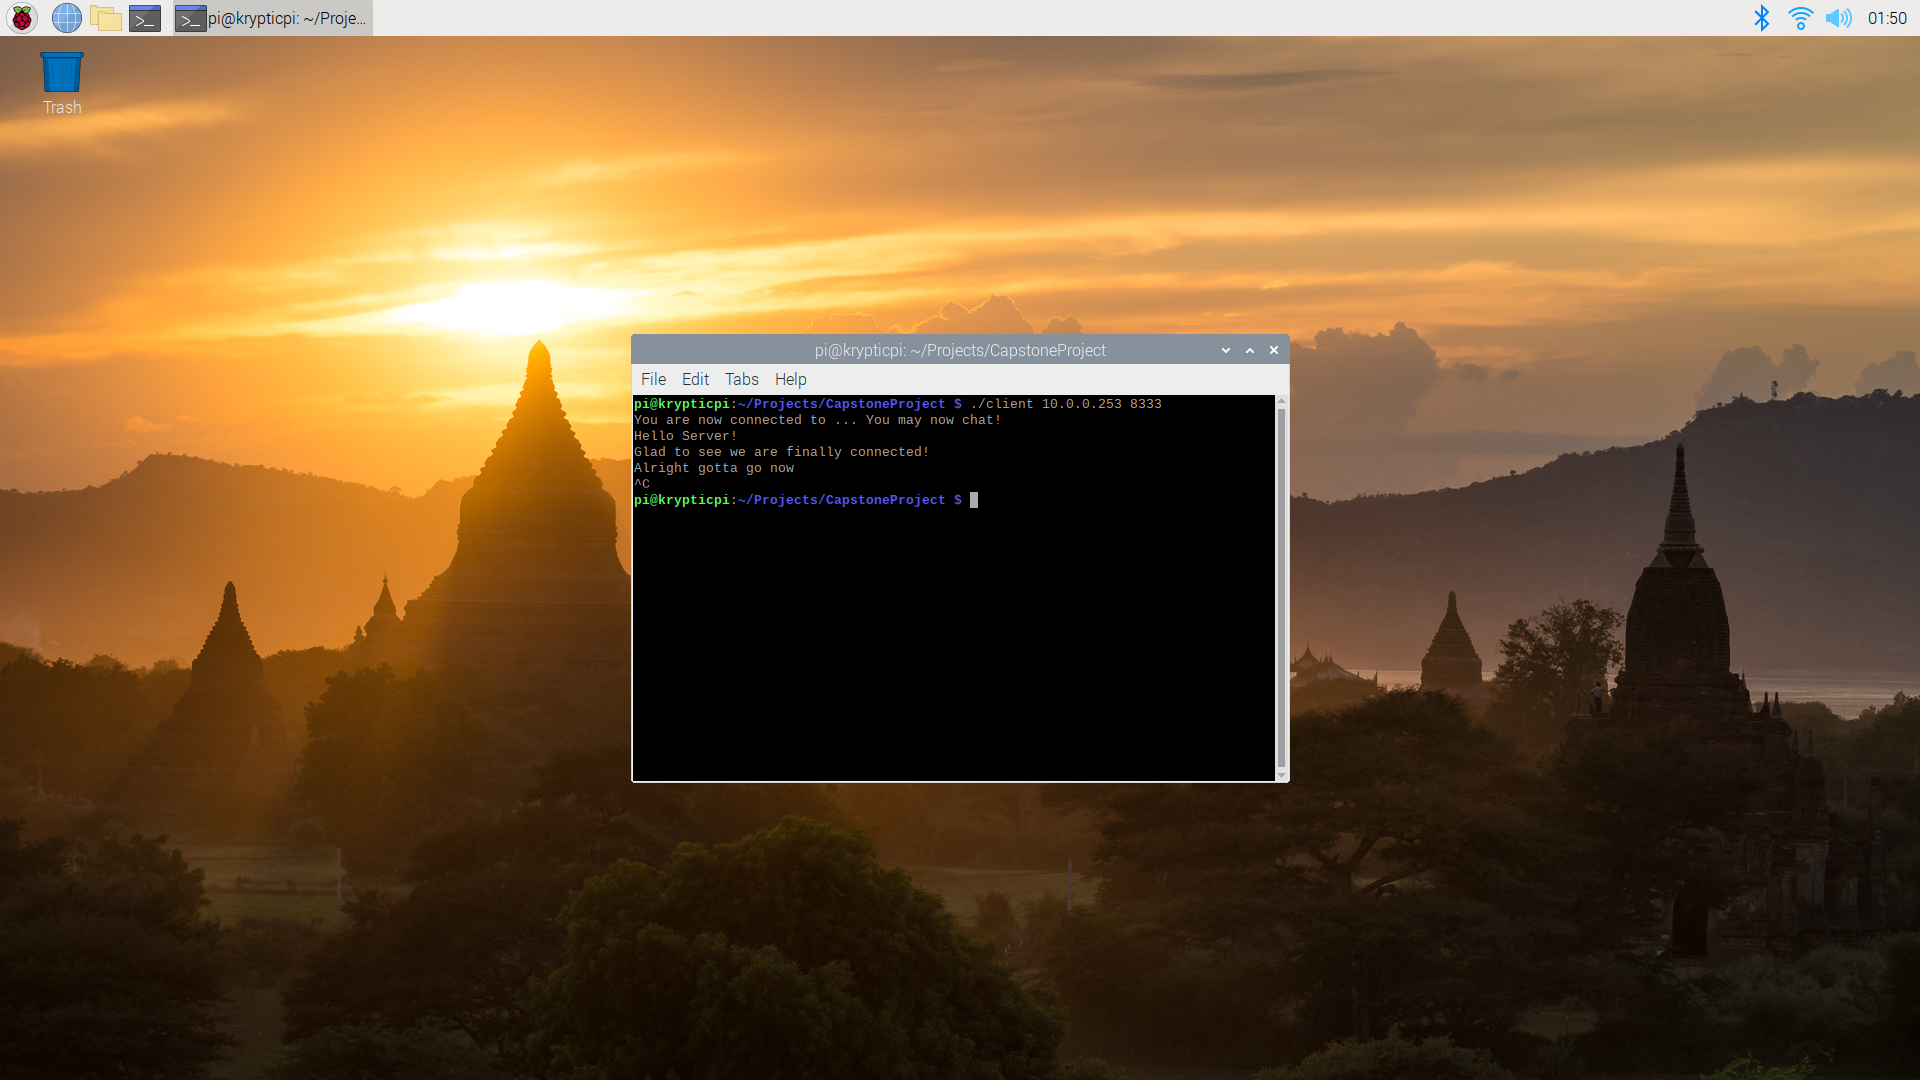 pi@krypticpi: ~/Proje...
01:50
Trash
pi@krypticpi: ~/Projects/CapstoneProject
File Edit Tabs Help
pi@krypticpi:~/Projects/CapstoneProject $ ./client 10.0.0.253 8333
You are now connected to ... You may now chat!
Hello Server!
Glad to see we are finally connected!
Alright gotta go now
^C
pi@krypticpi:~/Projects/CapstoneProject $